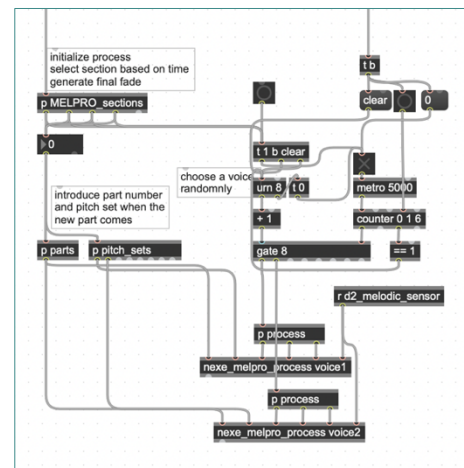 initialize process
select section based on time
generate final fade
t b
p MELPRO_sections
clear
0
0
t 1 b clear
choose a voice
randomnly
urn 8
t 0
metro 5000
introduce part number
and pitch set when the
new part comes
+ 1
counter 0 1 6
p parts
p pitch_sets
gate 8
== 1
r d2_melodic_sensor
p process
nexe_melpro_process voice1
p process
nexe_melpro_process voice2